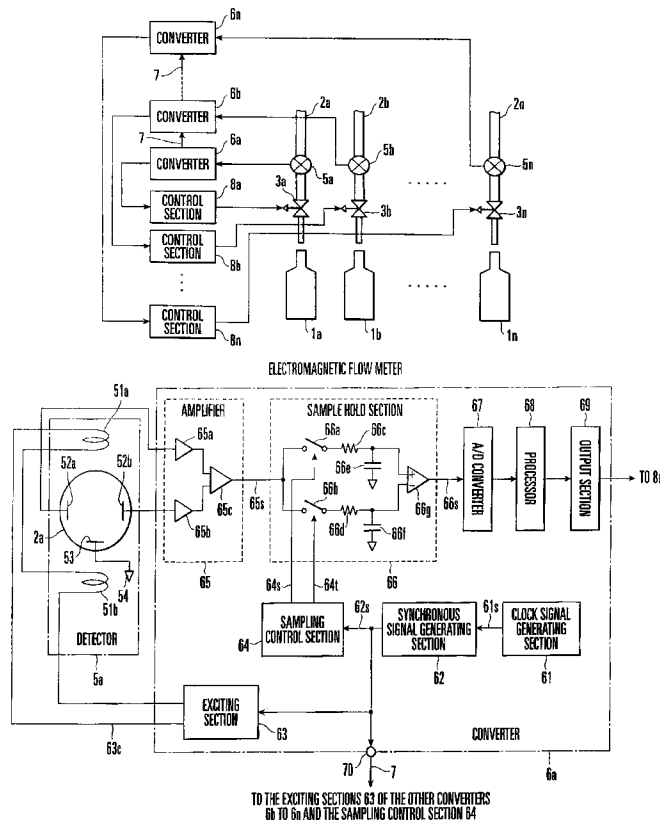 6n
CONVERTER
7
6b
CONVERTER
2a
2b
2n
7
6a
CONVERTER
5a
5b
5n
8a
3a
CONTROL
SECTION
3b
3n
CONTROL
SECTION
8b
CONTROL
SECTION
8n
1a
1b
1n
ELECTROMAGNETIC FLOW METER
51a
AMPLIFIER
SAMPLE HOLD SECTION
67
68
69
65a
66a
66c
52a
52b
66e
A/D CONVERTER
PROCESSOR
OUTPUT SECTION
TO 8a
65c
65s
66b
66g
66s
2a
65b
66d
66f
53
54
65
64s
64t
66
51b
62s
61s
SAMPLING
CONTROL
SECTION
SYNCHRONOUS
SIGNAL GENERATING
SECTION
CLOCK SIGNAL
GENERATING
SECTION
DETECTOR
64
62
61
5a
EXCITING
SECTION
63
CONVERTER
63c
70
7
6a
TO THE EXCITING SECTIONS 63 OF THE OTHER CONVERTERS
6b TO 6n AND THE SAMPLING CONTROL SECTION 64